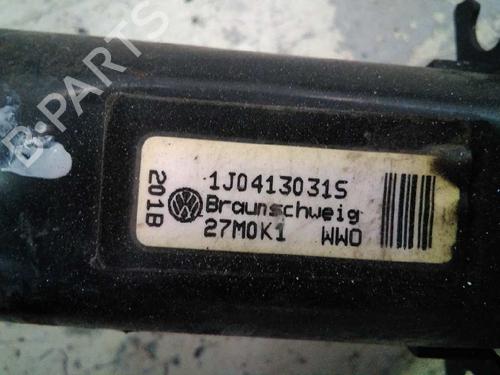 B-PARTS
201B
1J0413031S
Braunschweig
27M0K1 WWO